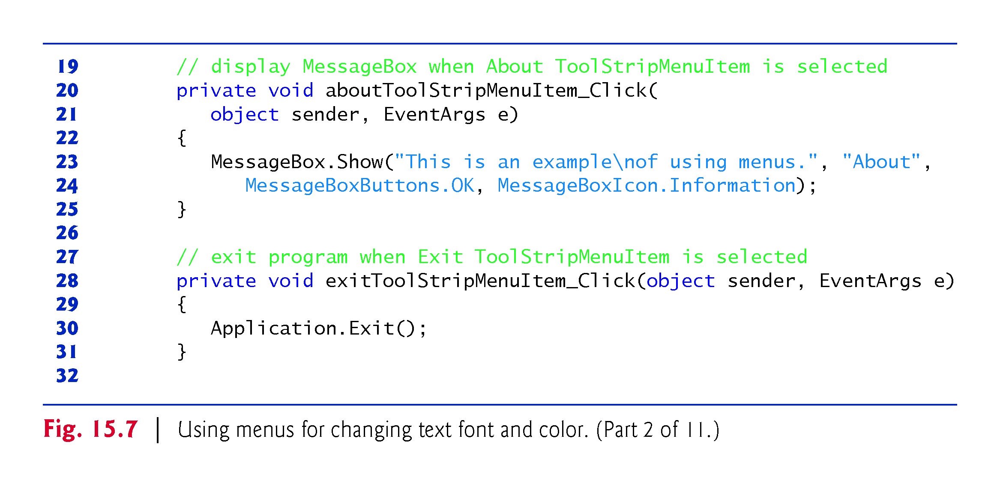 19 // display MessageBox when About ToolStripMenuItem is selected
20 private void aboutToolStripMenuItem_Click(
21 object sender, EventArgs e)
22 {
23 MessageBox.Show("This is an example\nof using menus.", "About",
24 MessageBoxButtons.OK, MessageBoxIcon.Information);
25 }
26
27 // exit program when Exit ToolStripMenuItem is selected
28 private void exitToolStripMenuItem_Click(object sender, EventArgs e)
29 {
30 Application.Exit();
31 }
32
Fig. 15.7 | Using menus for changing text font and color. (Part 2 of 11.)